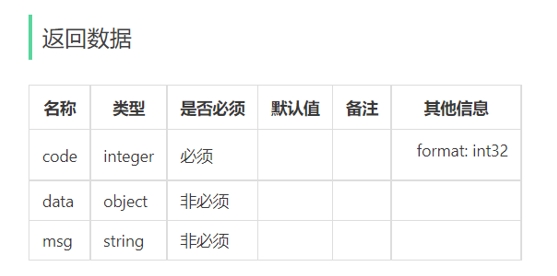 返回数据
名称 类型 是否必须 默认值 备注 其他信息
code integer 必须 format: int32
data object 非必须
msg string 非必须